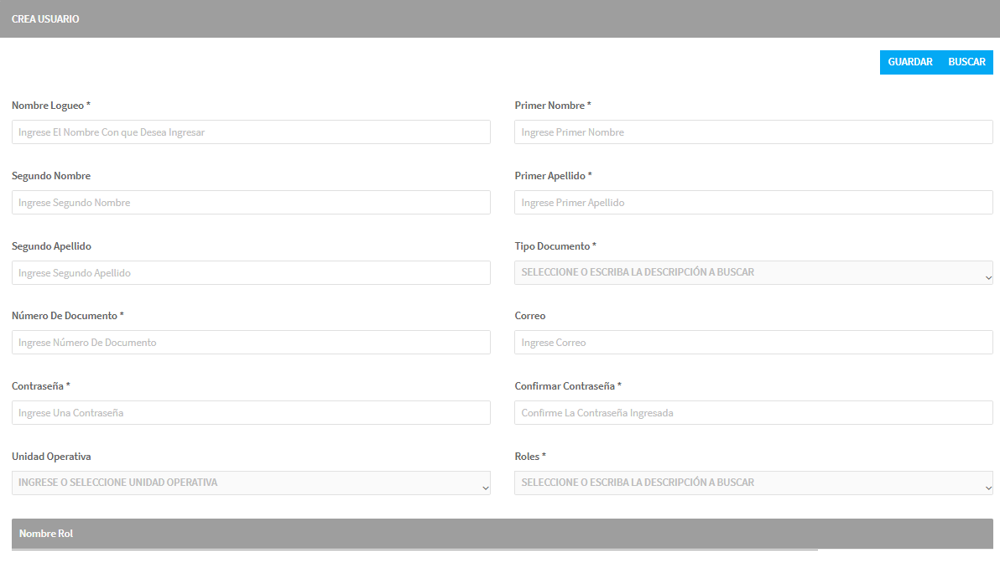 CREA USUARIO
GUARDAR BUSCAR
Nombre Logueo * Primer Nombre *
Ingrese El Nombre Con que Desea Ingresar Ingrese Primer Nombre
Segundo Nombre Primer Apellido *
Ingrese Segundo Nombre Ingrese Primer Apellido
Segundo Apellido Tipo Documento *
Ingrese Segundo Apellido SELECCIONE O ESCRIBA LA DESCRIPCIÓN A BUSCAR
Número De Documento * Correo
Ingrese Número De Documento Ingrese Correo
Contraseña * Confirmar Contraseña *
Ingrese Una Contraseña Confirme La Contraseña Ingresada
Unidad Operativa Roles *
INGRESE O SELECCIONE UNIDAD OPERATIVA SELECCIONE O ESCRIBA LA DESCRIPCIÓN A BUSCAR
Nombre Rol